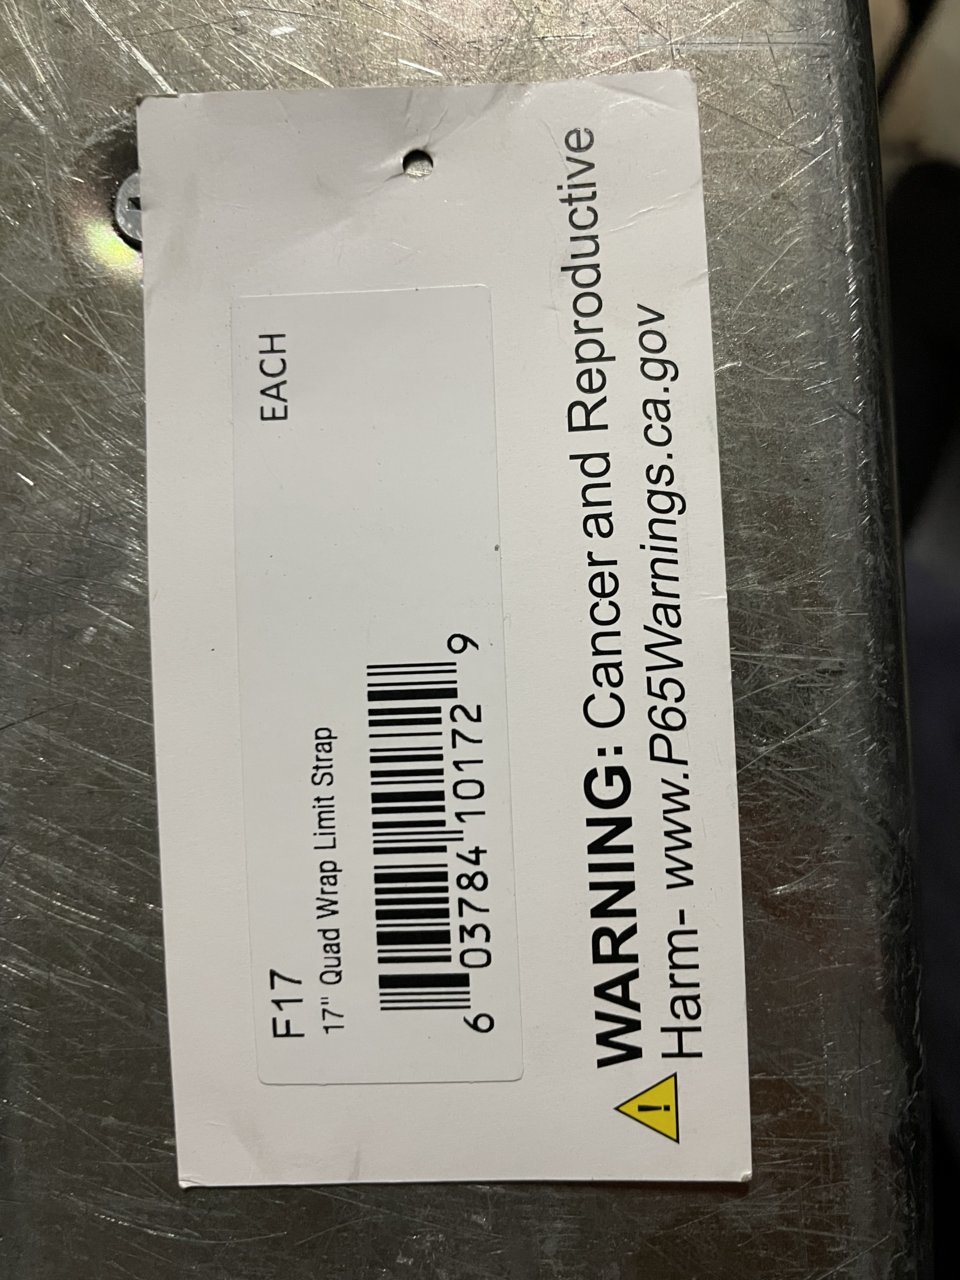 F17
EACH
17" Quad Wrap Limit Strap
6 03784 10172 9
WARNING: Cancer and Reproductive
Harm- www.P65Warnings.ca.gov